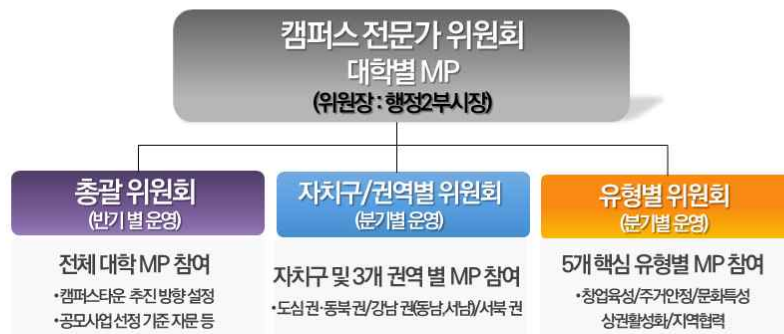 캠퍼스 전문가 위원회
대학별 MP
(위원장 : 행정2부시장)
총괄 위원회
(반기 별 운영)
전체 대학 MP 참여
•캠퍼스타운 추진 방향 설정
•공모사업 선정 기준 자문 등
자치구/권역별 위원회
(분기별 운영)
자치구 및 3개 권역 별 MP 참여
•도심 권·동북 권/강남 권(동남,서남)/서북 권
유형별 위원회
(분기별 운영)
5개 핵심 유형별 MP 참여
•창업육성/주거안정/문화특성
상권활성화/지역협력